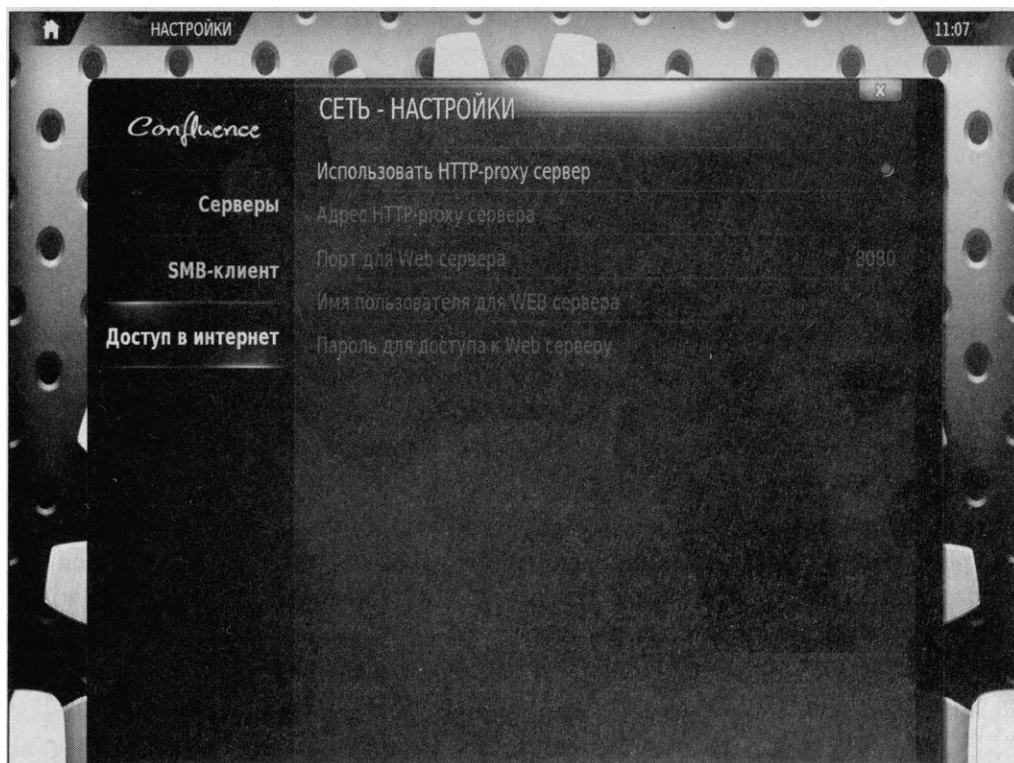 НАСТРОЙКИ
11:07
X
СЕТЬ - НАСТРОЙКИ
Confluence
Использовать HTTP-proxy сервер
Серверы
Адрес HTTP-proxy сервера
Порт для Web сервера 8080
SMB-клиент
Имя пользователя для WEB сервера
Доступ в интернет
Пароль для доступа к Web серверу